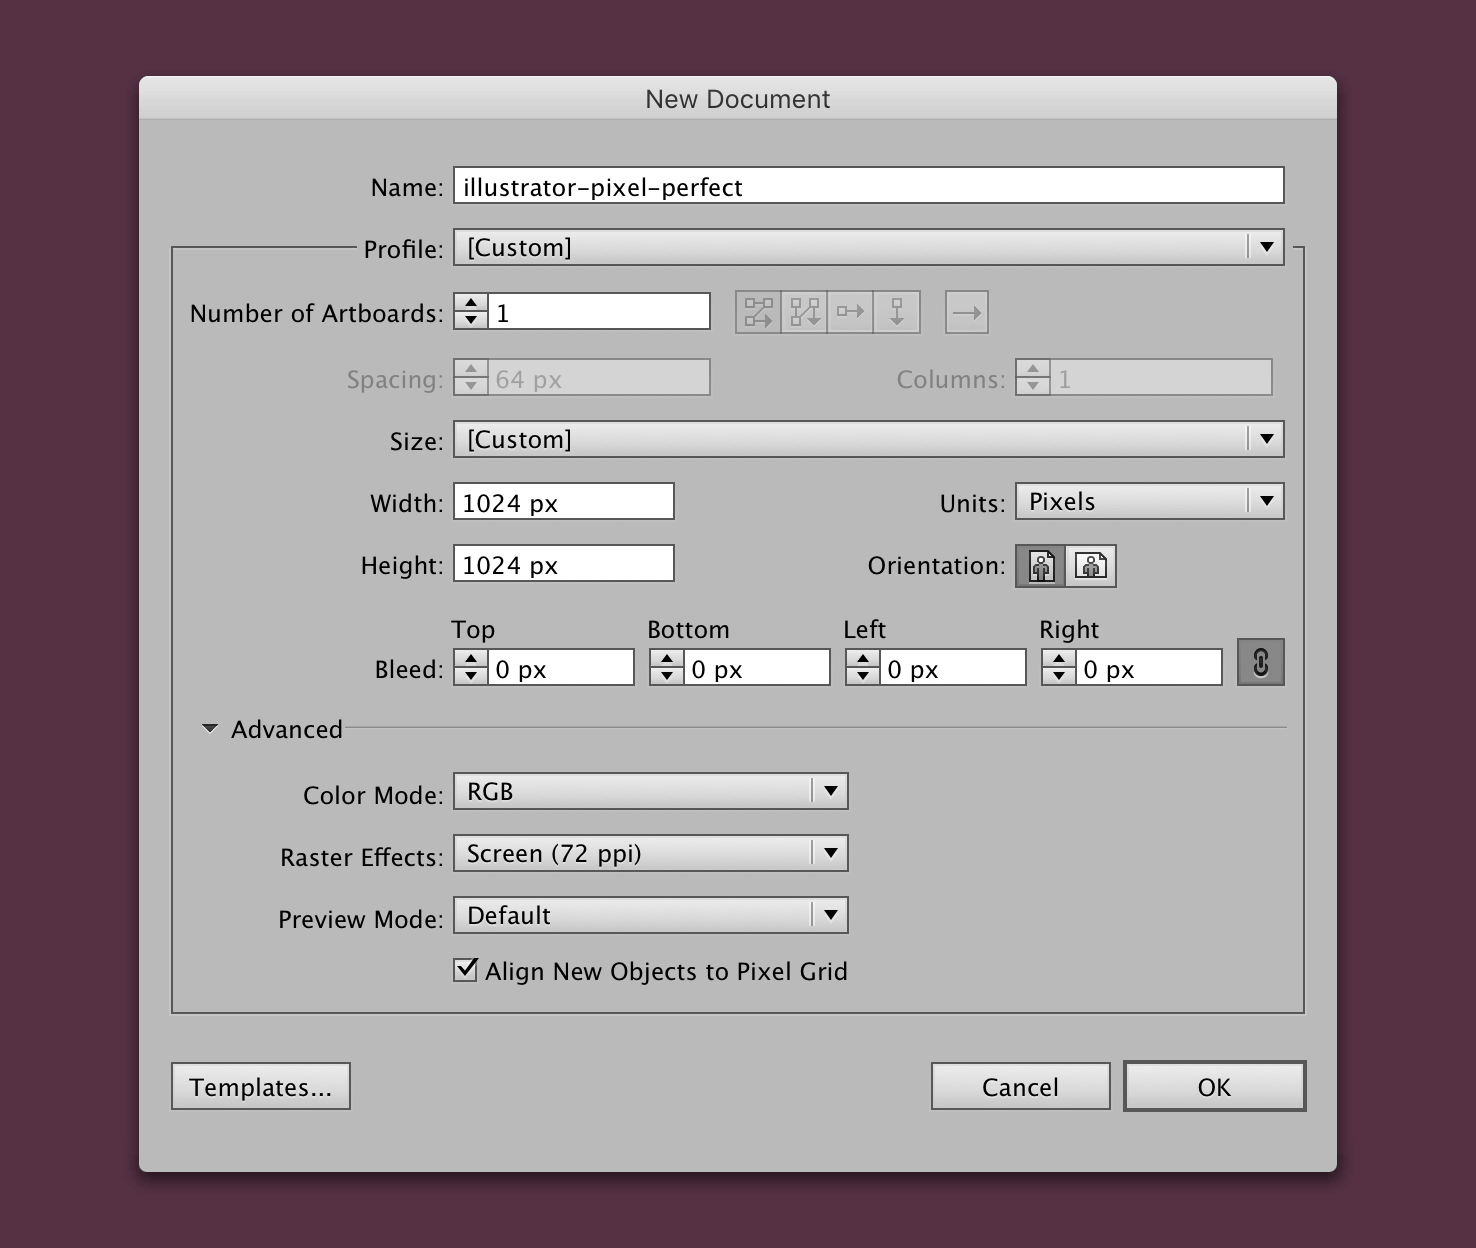 New Document
Name: illustrator-pixel-perfect
Profile: [Custom]
Number of Artboards: 1
Spacing: 64 px Columns: 1
Size: [Custom]
Width: 1024 px Units: Pixels
Height: 1024 px Orientation:
Top Bottom Left Right
Bleed: 0 px 0 px 0 px 0 px
Advanced
Color Mode: RGB
Raster Effects: Screen (72 ppi)
Preview Mode: Default
Align New Objects to Pixel Grid
Templates... Cancel OK